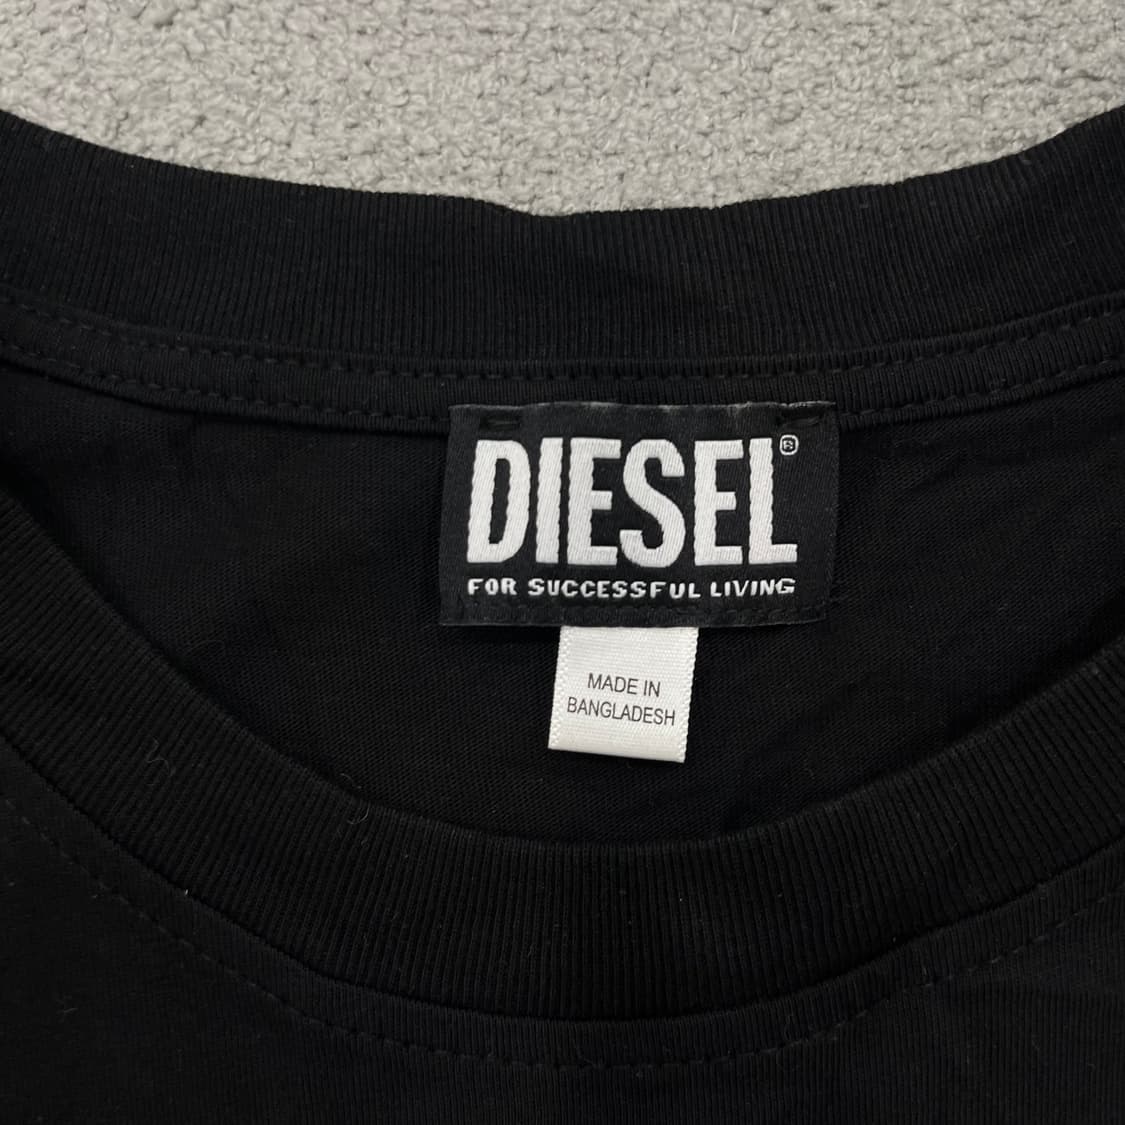 DIESEL®
FOR SUCCESSFUL LIVING
MADE IN
BANGLADESH